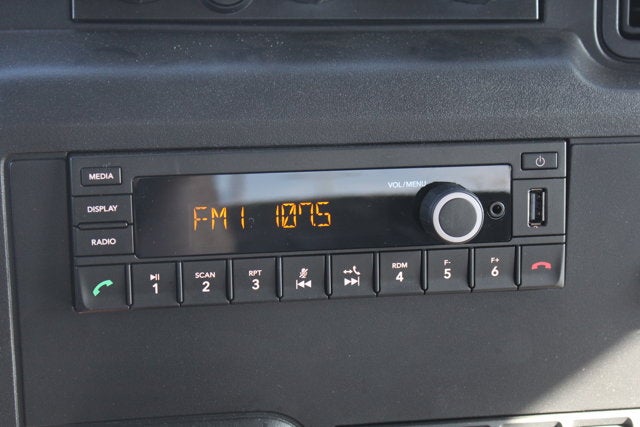 MEDIA
DISPLAY
RADIO
FM1 107.5
VOL/MENU
1
SCAN
2
RPT
3
RDM
4
F-
5
F+
6